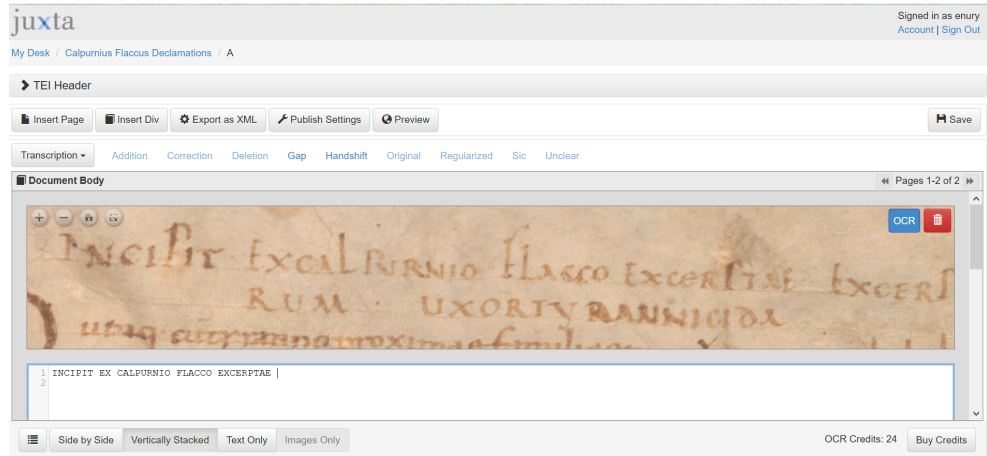 juxta
Signed in as enury
Account | Sign Out
My Desk / Calpurnius Flaccus Declamations / A
TEI Header
Insert Page Insert Div Export as XML Publish Settings Preview Save
Transcription Addition Correction Deletion Gap Handshift Original Regularized Sic Unclear
Document Body Pages 1-2 of 2
OCR
INCIPIT EXCALPURNIO FLACCO EXCERPTAE EXCERP
RUM · UXORTYRANNICIDA
1 INCIPIT EX CALPURNIO FLACCO EXCERPTAE
2
Side by Side Vertically Stacked Text Only Images Only OCR Credits: 24 Buy Credits